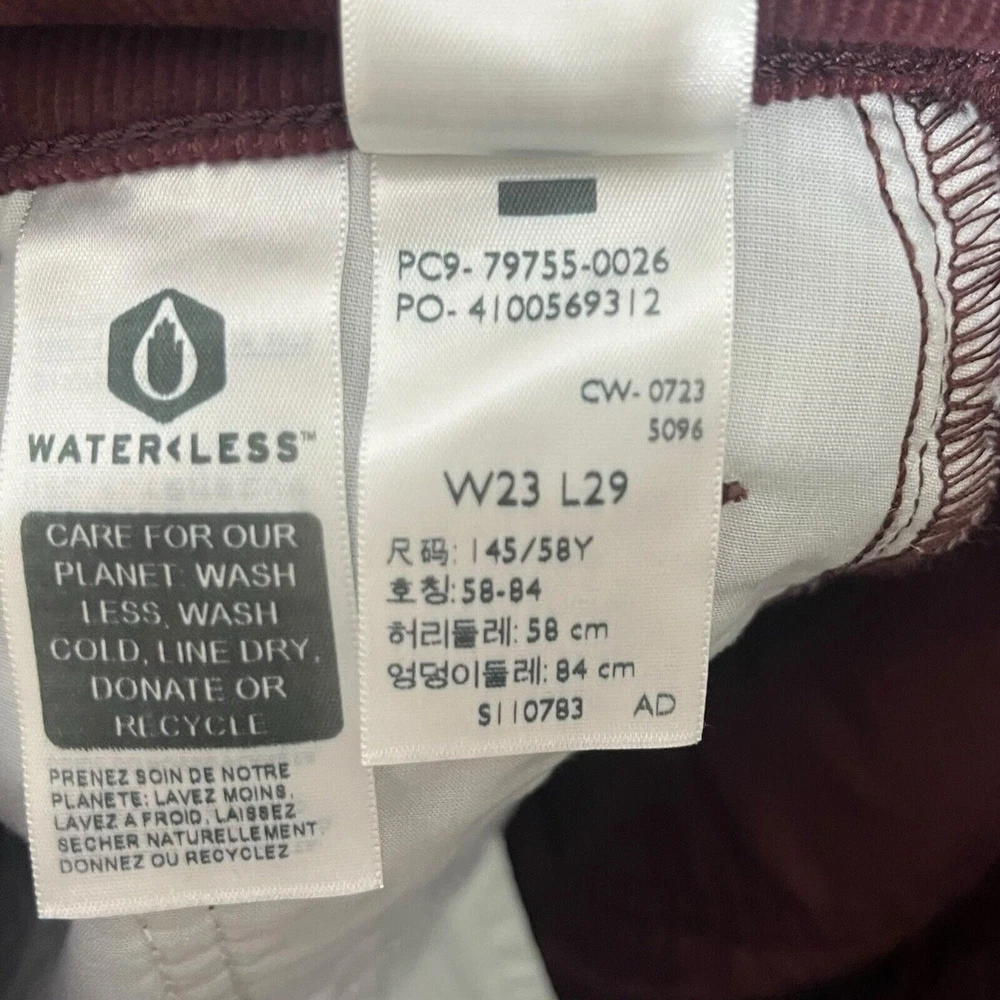 WATER<LESS™
CARE FOR OUR
PLANET: WASH
LESS, WASH
COLD, LINE DRY,
DONATE OR
RECYCLE
PRENEZ SOIN DE NOTRE
PLANETE: LAVEZ MOINS,
LAVEZ A FROID, LAISSEZ
SECHER NATURELLEMENT,
DONNEZ OU RECYCLEZ
PC9- 79755-0026
PO- 4100569312
CW- 0723
5096
W23 L29
尺码: 145/58Y
호칭: 58-84
허리둘레: 58 cm
엉덩이둘레: 84 cm
S110783 AD